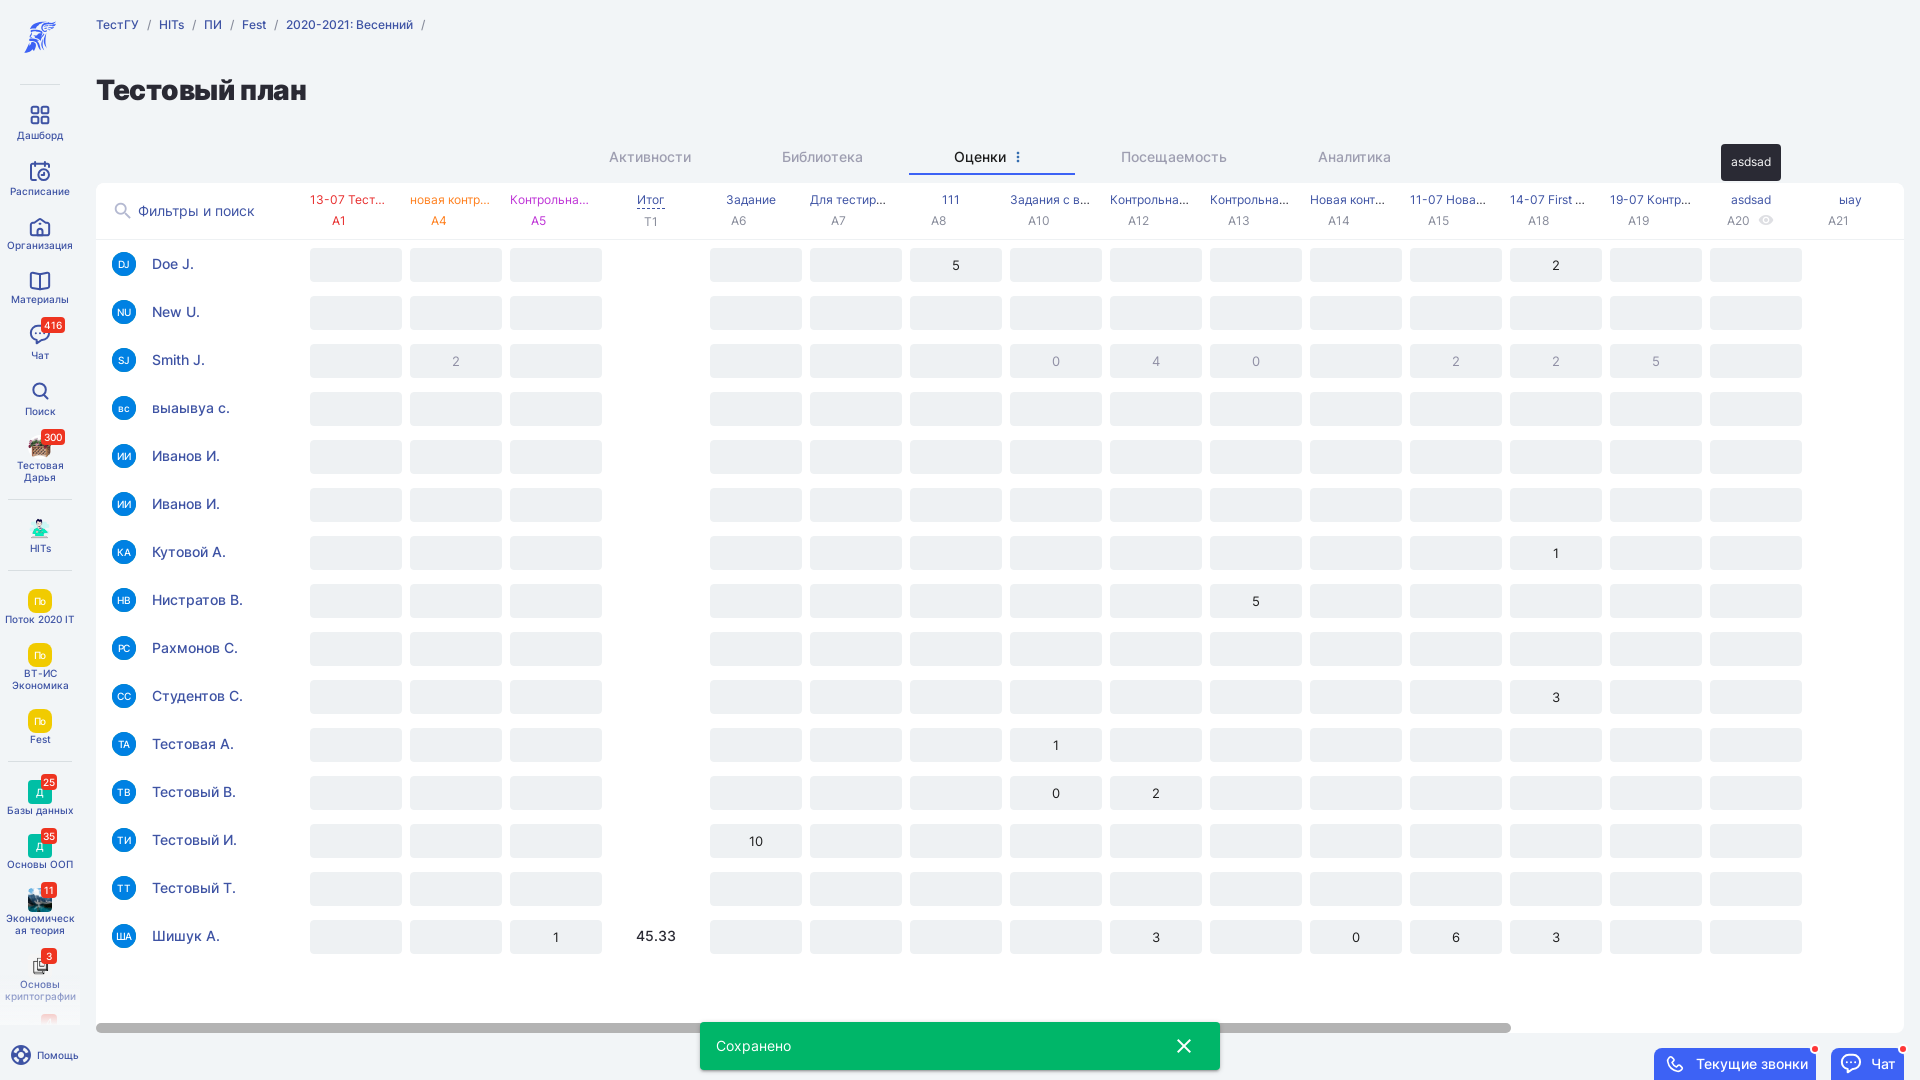 ТестГУ / HITs / ПИ / Fest / 2020-2021: Весенний /
Тестовый план
Дашборд
Расписание
Организация
Материалы
416
Чат
Поиск
300
Тестовая
Дарья
HITs
По
Поток 2020 IT
По
ВТ-ИС
Экономика
По
Fest
25
Д
Базы данных
35
Д
Основы ООП
11
Экономическ
ая теория
3
Основы
криптографии
Помощь
Активности Библиотека Оценки Посещаемость Аналитика
asdsad
Фильтры и поиск
13-07 Тест... новая контр... Контрольна... Итог Задание Для тестир... 111 Задания с в... Контрольна... Контрольна... Новая конт... 11-07 Нова... 14-07 First ... 19-07 Контр... asdsad ыау
A1 A4 A5 T1 A6 A7 A8 A10 A12 A13 A14 A15 A18 A19 A20 A21
DJ Doe J. 5 2
NU New U.
SJ Smith J. 2 0 4 0 2 2 5
вс выаывуа с.
ИИ Иванов И.
ИИ Иванов И.
КА Кутовой А. 1
НВ Нистратов В. 5
РС Рахмонов С.
СС Студентов С. 3
ТА Тестовая А. 1
ТВ Тестовый В. 0 2
ТИ Тестовый И. 10
ТТ Тестовый Т.
ША Шишук А. 1 45.33 3 0 6 3
Сохранено
Текущие звонки
Чат